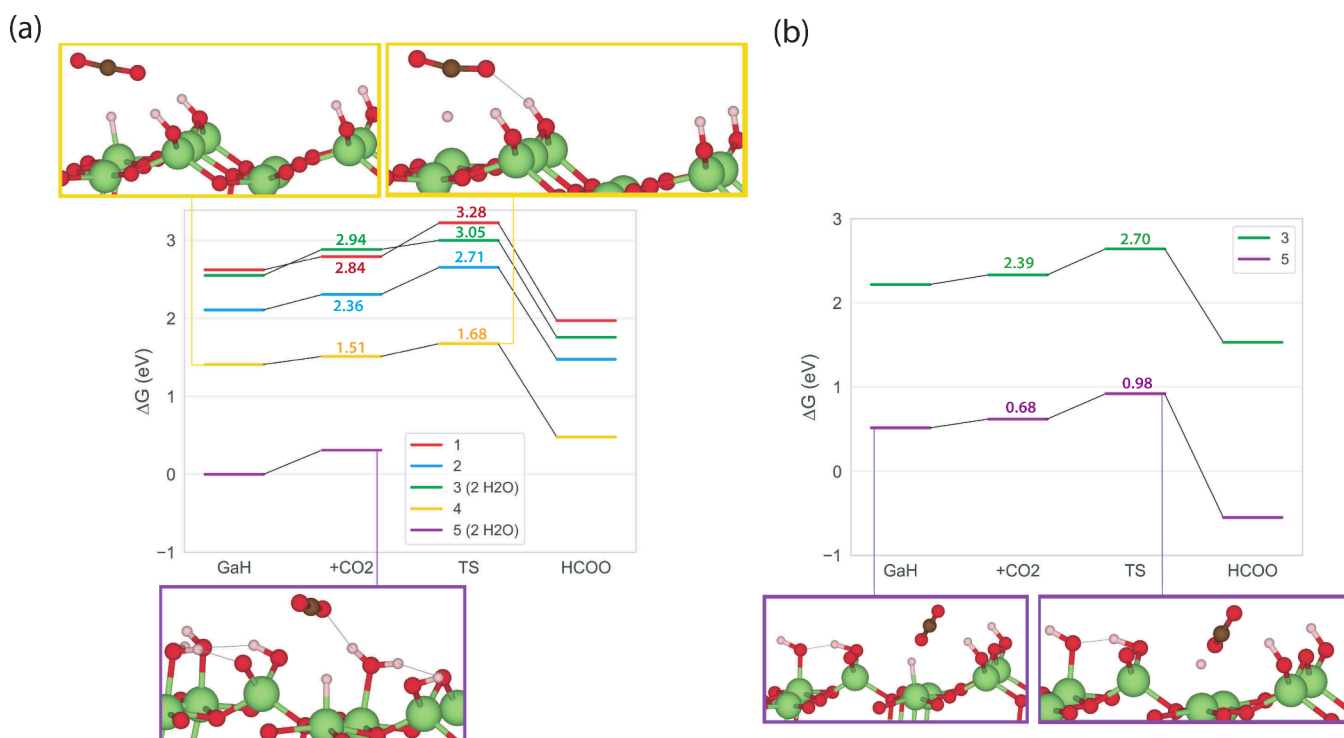 (a)
(b)
3
2
1
0
−1
ΔG (eV)
3.28
2.94
3.05
2.84
2.71
2.36
1.68
1.51
1
2
3 (2 H2O)
4
5 (2 H2O)
GaH
+CO2
TS
HCOO
3
2
1
0
−1
ΔG (eV)
2.70
2.39
0.98
0.68
3
5
GaH
+CO2
TS
HCOO